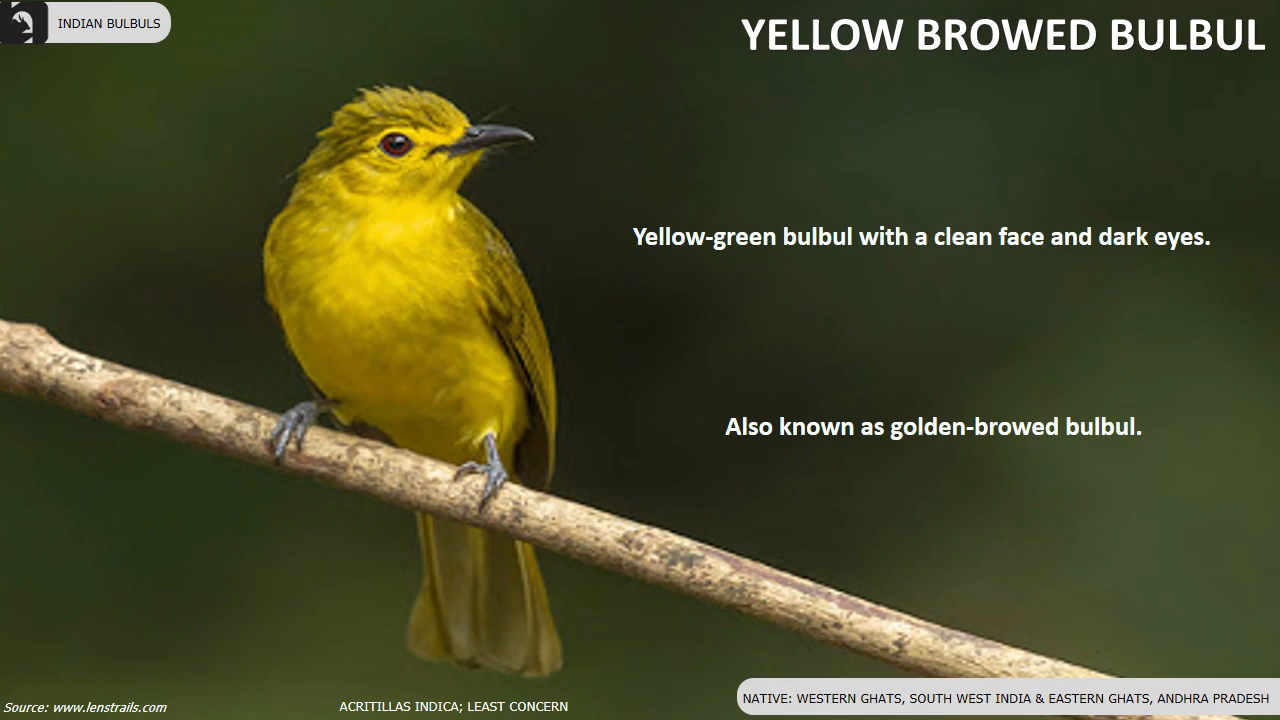 INDIAN BULBULS
YELLOW BROWED BULBUL
Yellow-green bulbul with a clean face and dark eyes.
Also known as golden-browed bulbul.
Source: www.lenstrails.com
ACRITILLAS INDICA; LEAST CONCERN
NATIVE: WESTERN GHATS, SOUTH WEST INDIA & EASTERN GHATS, ANDHRA PRADESH